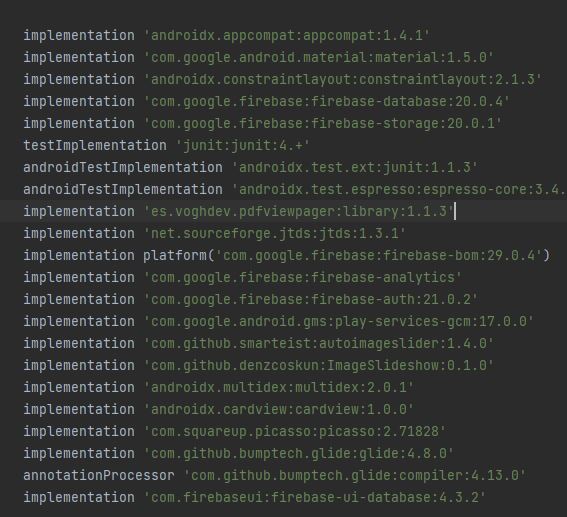 implementation 'androidx.appcompat:appcompat:1.4.1'
implementation 'com.google.android.material:material:1.5.0'
implementation 'androidx.constraintlayout:constraintlayout:2.1.3'
implementation 'com.google.firebase:firebase-database:20.0.4'
implementation 'com.google.firebase:firebase-storage:20.0.1'
testImplementation 'junit:junit:4.+'
androidTestImplementation 'androidx.test.ext:junit:1.1.3'
androidTestImplementation 'androidx.test.espresso:espresso-core:3.4.
implementation 'es.voghdev.pdfviewpager:library:1.1.3'
implementation 'net.sourceforge.jtds:jtds:1.3.1'
implementation platform('com.google.firebase:firebase-bom:29.0.4')
implementation 'com.google.firebase:firebase-analytics'
implementation 'com.google.firebase:firebase-auth:21.0.2'
implementation 'com.google.android.gms:play-services-gcm:17.0.0'
implementation 'com.github.smarteist:autoimageslider:1.4.0'
implementation 'com.github.denzcoskun:ImageSlideshow:0.1.0'
implementation 'androidx.multidex:multidex:2.0.1'
implementation 'androidx.cardview:cardview:1.0.0'
implementation 'com.squareup.picasso:picasso:2.71828'
implementation 'com.github.bumptech.glide:glide:4.8.0'
annotationProcessor 'com.github.bumptech.glide:compiler:4.13.0'
implementation 'com.firebaseui:firebase-ui-database:4.3.2'